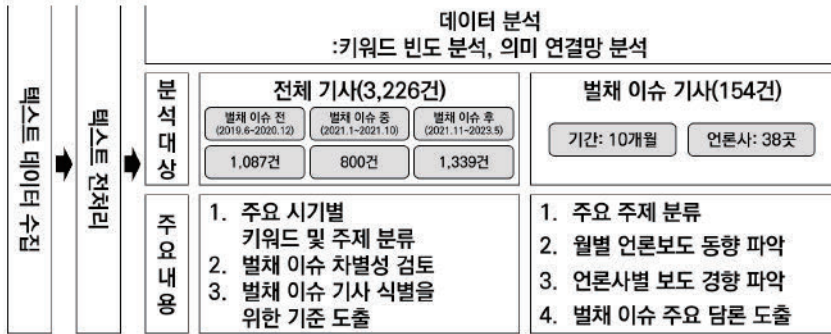 텍스트 데이터 수집
텍스트 전처리
데이터 분석
:키워드 빈도 분석, 의미 연결망 분석
분석대상
전체 기사(3,226건)
벌채 이슈 전
(2019.6~2020.12)
벌채 이슈 중
(2021.1~2021.10)
벌채 이슈 후
(2021.11~2023.5)
1,087건
800건
1,339건
벌채 이슈 기사(154건)
기간: 10개월
언론사: 38곳
주요내용
1. 주요 시기별
키워드 및 주제 분류
2. 벌채 이슈 차별성 검토
3. 벌채 이슈 기사 식별을
위한 기준 도출
1. 주요 주제 분류
2. 월별 언론보도 동향 파악
3. 언론사별 보도 경향 파악
4. 벌채 이슈 주요 담론 도출